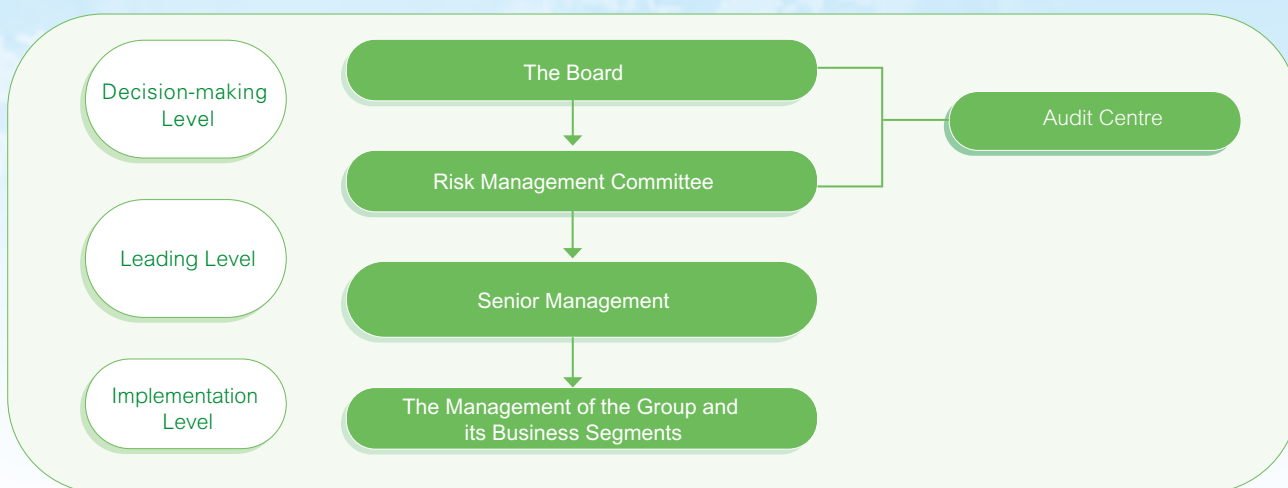 Decision-making
Level
The Board
Audit Centre
Risk Management Committee
Leading Level
Senior Management
Implementation
Level
The Management of the Group and
its Business Segments